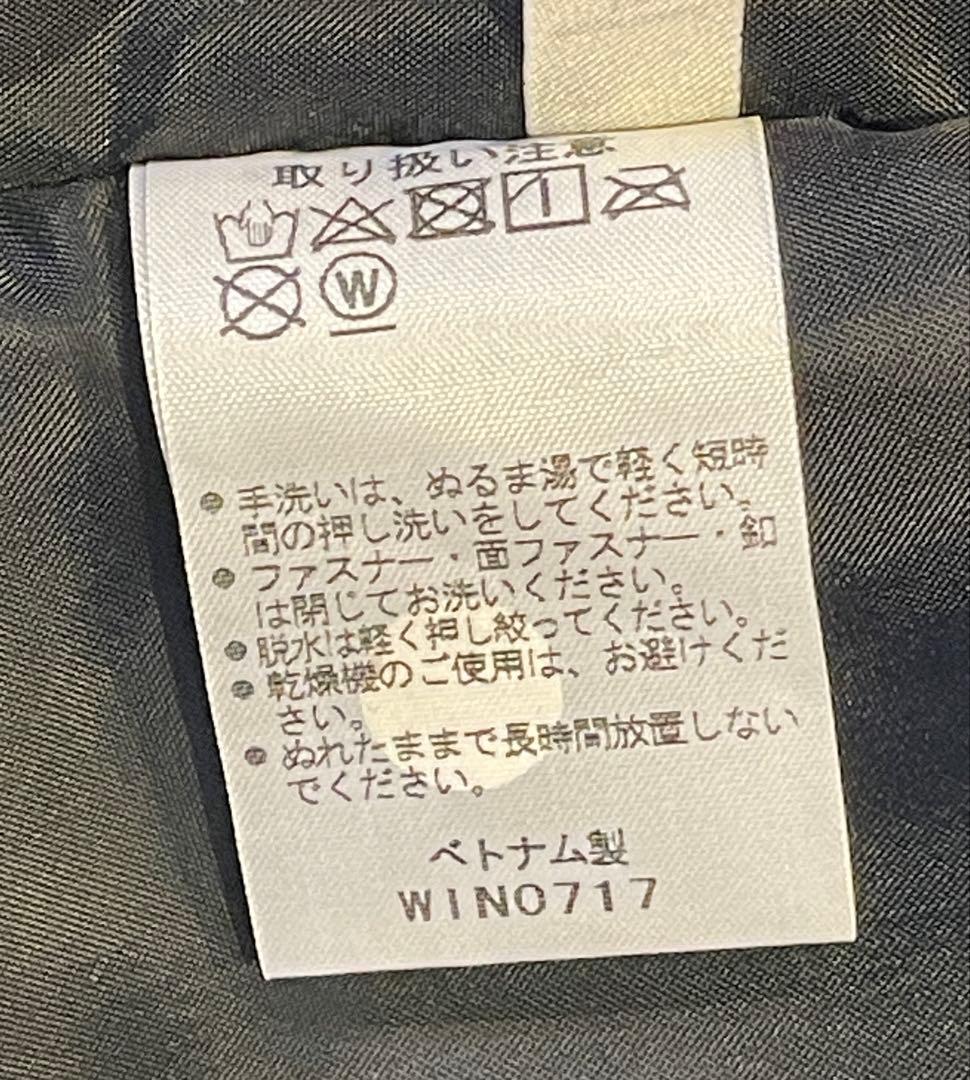 取り扱い注意
W
● 手洗いは、ぬるま湯で軽く短時
間の押し洗いをしてください。
● ファスナー・面ファスナー・釦
は閉じてお洗いください。
● 脱水は軽く押し絞ってください。
● 乾燥機のご使用は、お避けくだ
さい。
● ぬれたままで長時間放置しない
でください。
ベトナム製
WIN0717